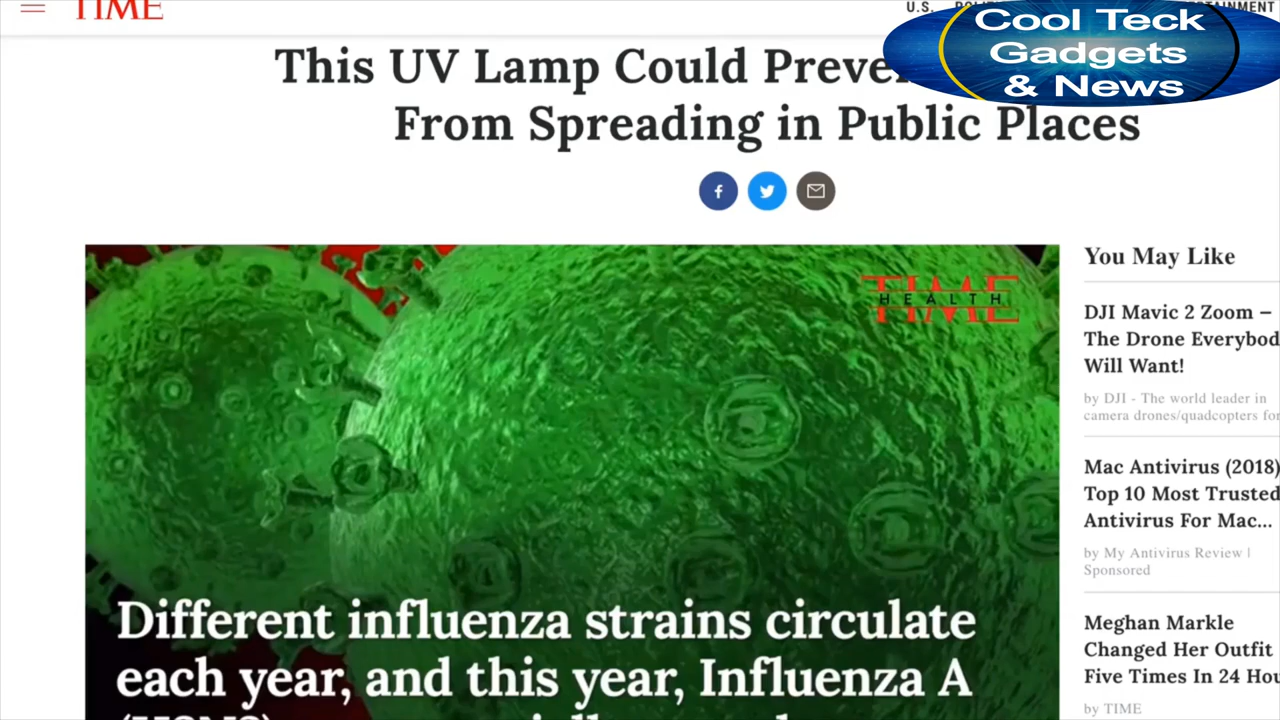 TIME
U.S.
Cool Teck
Gadgets
& News
This UV Lamp Could
From Spreading in Public Places
f
TIME
HEALTH
Different influenza strains circulate
each year, and this year, Influenza A
You May Like
DJI Mavic 2 Zoom –
The Drone Everybod
Will Want!
by DJI - The world leader in
camera drones/quadcopters for
Mac Antivirus (2018)
Top 10 Most Trusted
Antivirus For Mac...
by My Antivirus Review |
Sponsored
Meghan Markle
Changed Her Outfit
Five Times In 24 Hou
by TIME